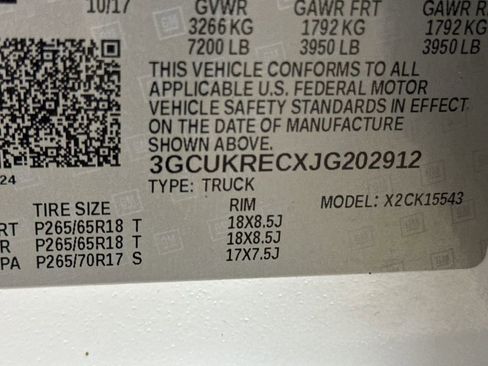 10/17 GVWR GAWR FRT GAWR R
3266 KG 1792 KG 1792 KG
7200 LB 3950 LB 3950 LB
THIS VEHICLE CONFORMS TO ALL
APPLICABLE U.S. FEDERAL MOTOR
VEHICLE SAFETY STANDARDS IN EFFECT
ON THE DATE OF MANUFACTURE
SHOWN ABOVE.
3GCUKRECXJG202912
24 TYPE: TRUCK
TIRE SIZE RIM MODEL: X2CK15543
RT P265/65R18 T 18X8.5J
R P265/65R18 T 18X8.5J
PA P265/70R17 S 17X7.5J
GM